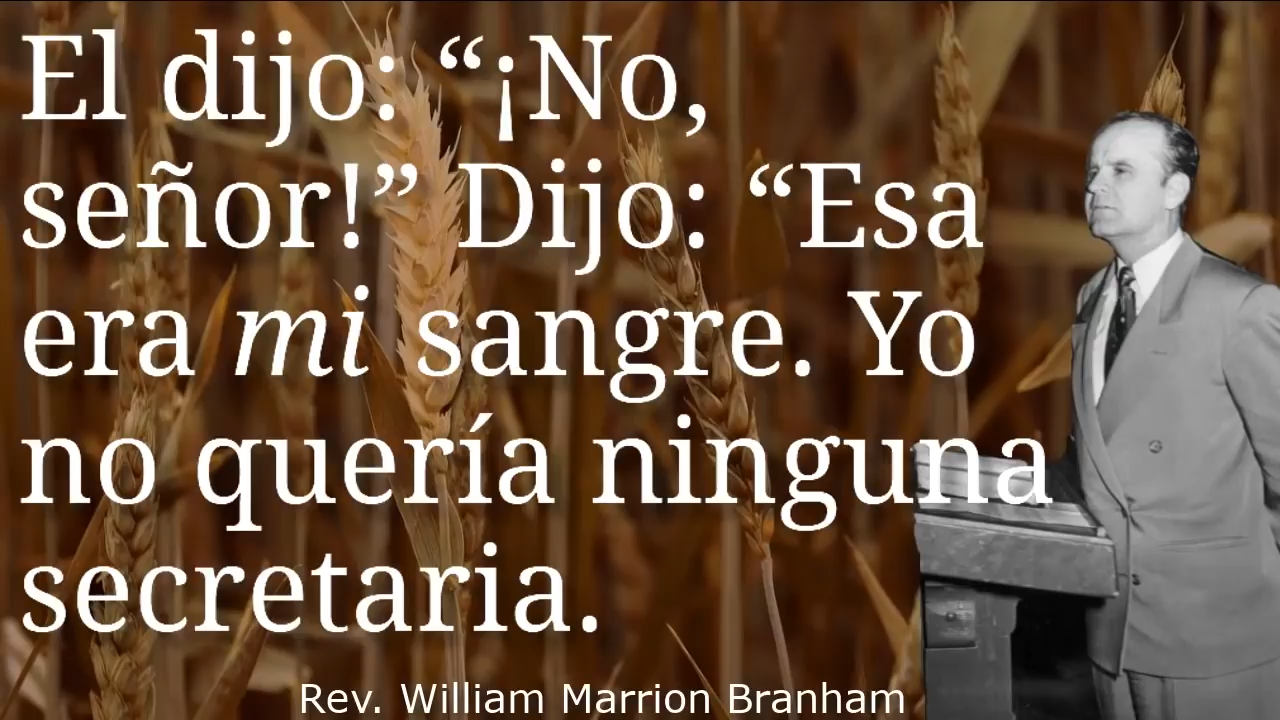 El dijo: “¡No,
señor!” Dijo: “Esa
era mi sangre. Yo
no quería ninguna
secretaria.
Rev. William Marrion Branham